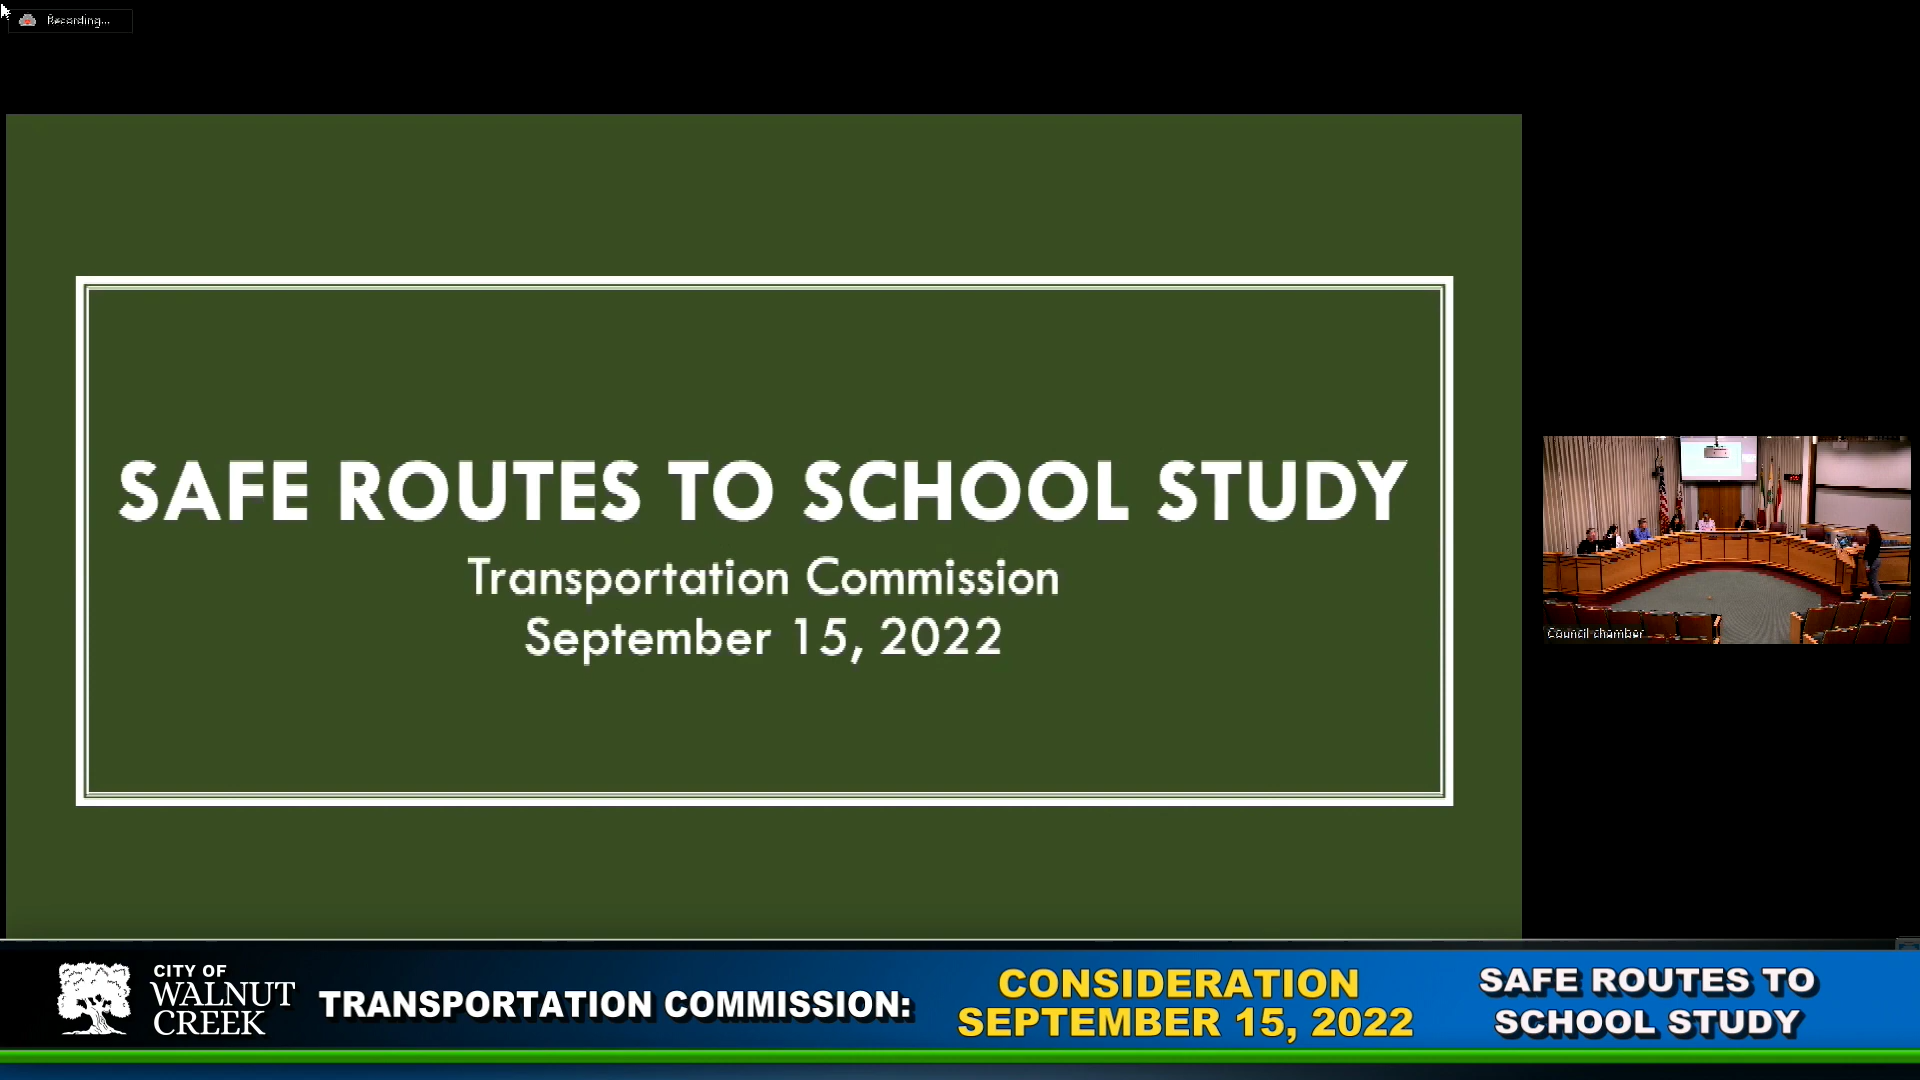 Recording...
SAFE ROUTES TO SCHOOL STUDY
Transportation Commission
September 15, 2022
Council chamber
CITY OF
WALNUT
CREEK
TRANSPORTATION COMMISSION:
CONSIDERATION
SEPTEMBER 15, 2022
SAFE ROUTES TO
SCHOOL STUDY